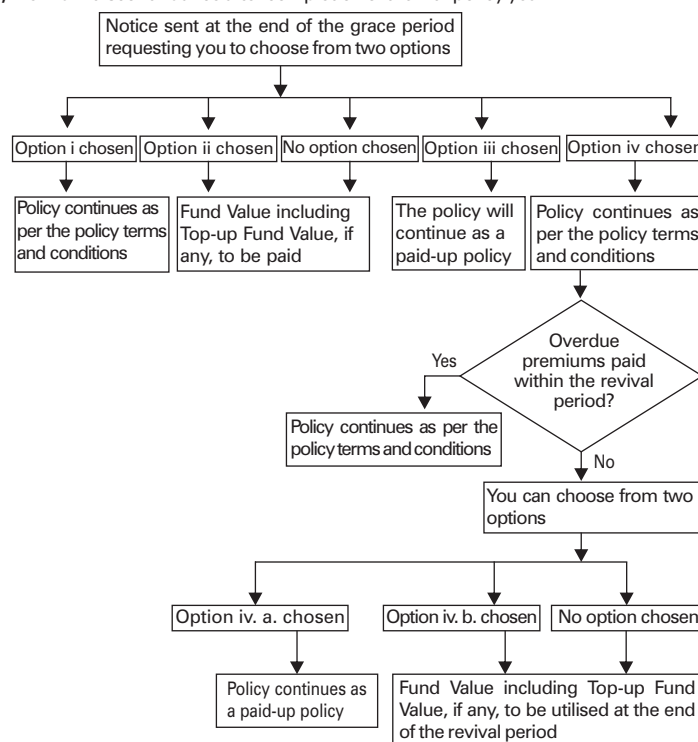 Notice sent at the end of the grace period
requesting you to choose from two options
Option i chosen
Option ii chosen
No option chosen
Option iii chosen
Option iv chosen
Policy continues as
per the policy terms
and conditions
Fund Value including
Top-up Fund Value, if
any, to be paid
The policy will
continue as a
paid-up policy
Policy continues as
per the policy terms
and conditions
Overdue
premiums paid
within the revival
period?
Yes
Policy continues as per the
policy terms and conditions
No
You can choose from two
options
Option iv. a. chosen
Option iv. b. chosen
No option chosen
Policy continues as
a paid-up policy
Fund Value including Top-up Fund
Value, if any, to be utilised at the end
of the revival period